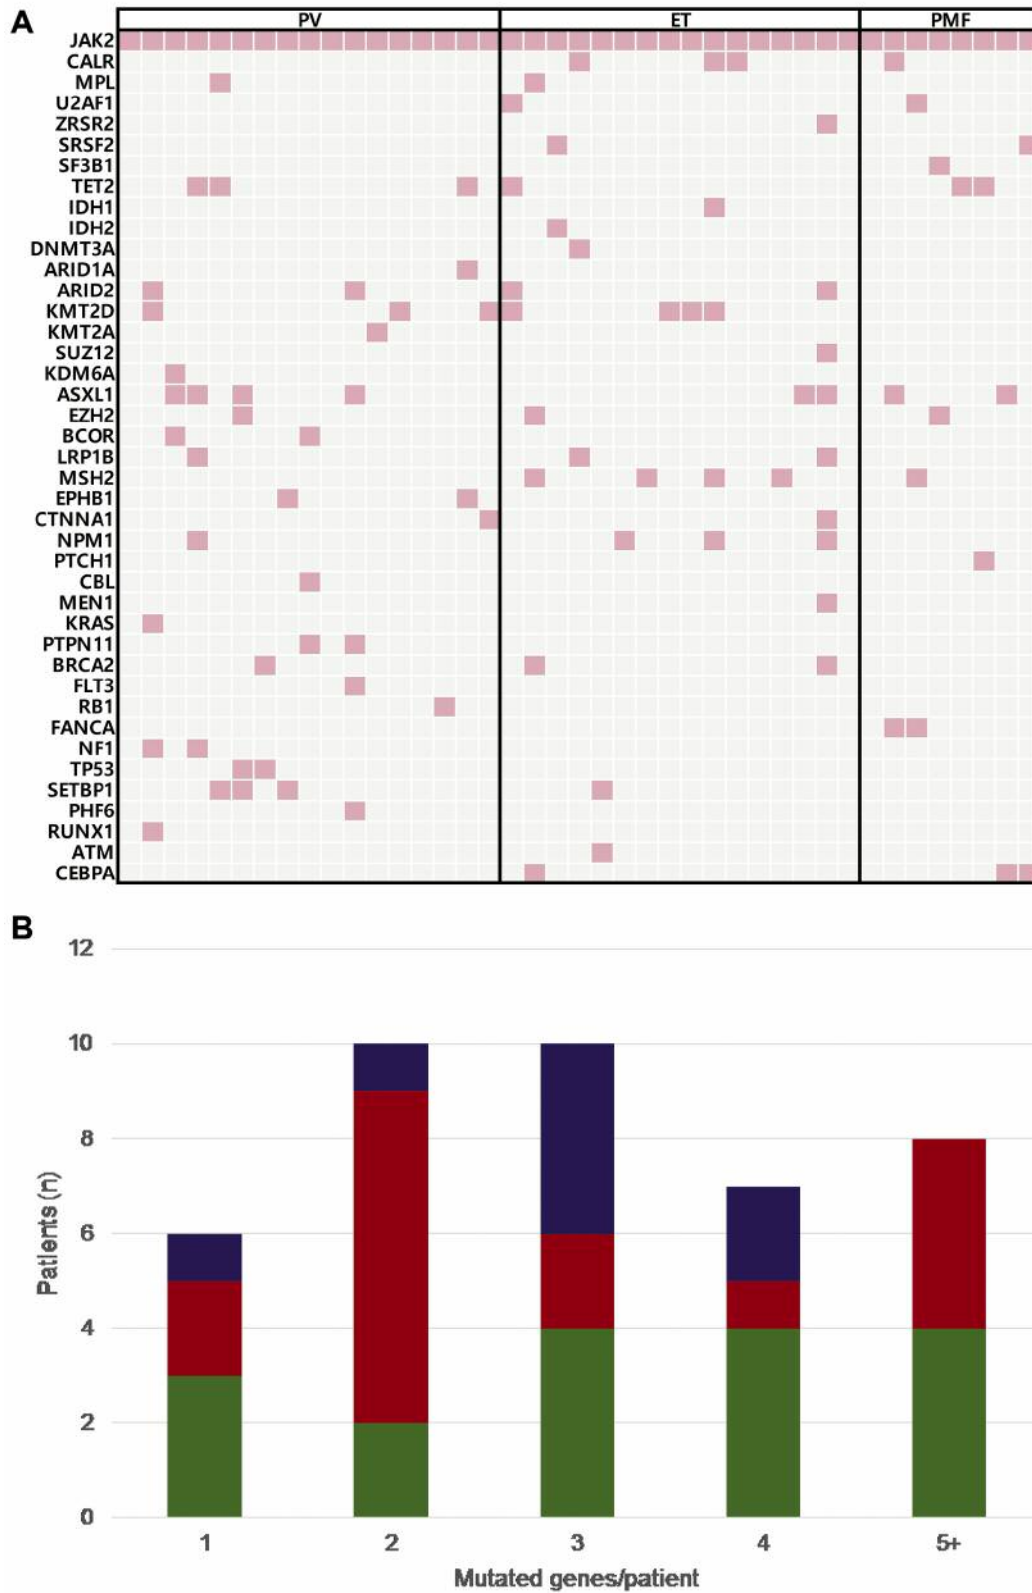 A
PV ET PMF
JAK2
CALR
MPL
U2AF1
ZRSR2
SRSF2
SF3B1
TET2
IDH1
IDH2
DNMT3A
ARID1A
ARID2
KMT2D
KMT2A
SUZ12
KDM6A
ASXL1
EZH2
BCOR
LRP1B
MSH2
EPHB1
CTNNA1
NPM1
PTCH1
CBL
MEN1
KRAS
PTPN11
BRCA2
FLT3
RB1
FANCA
NF1
TP53
SETBP1
PHF6
RUNX1
ATM
CEBPA
B
12
10
8
6
4
2
0
Patients (n)
1 2 3 4 5+
Mutated genes/patient